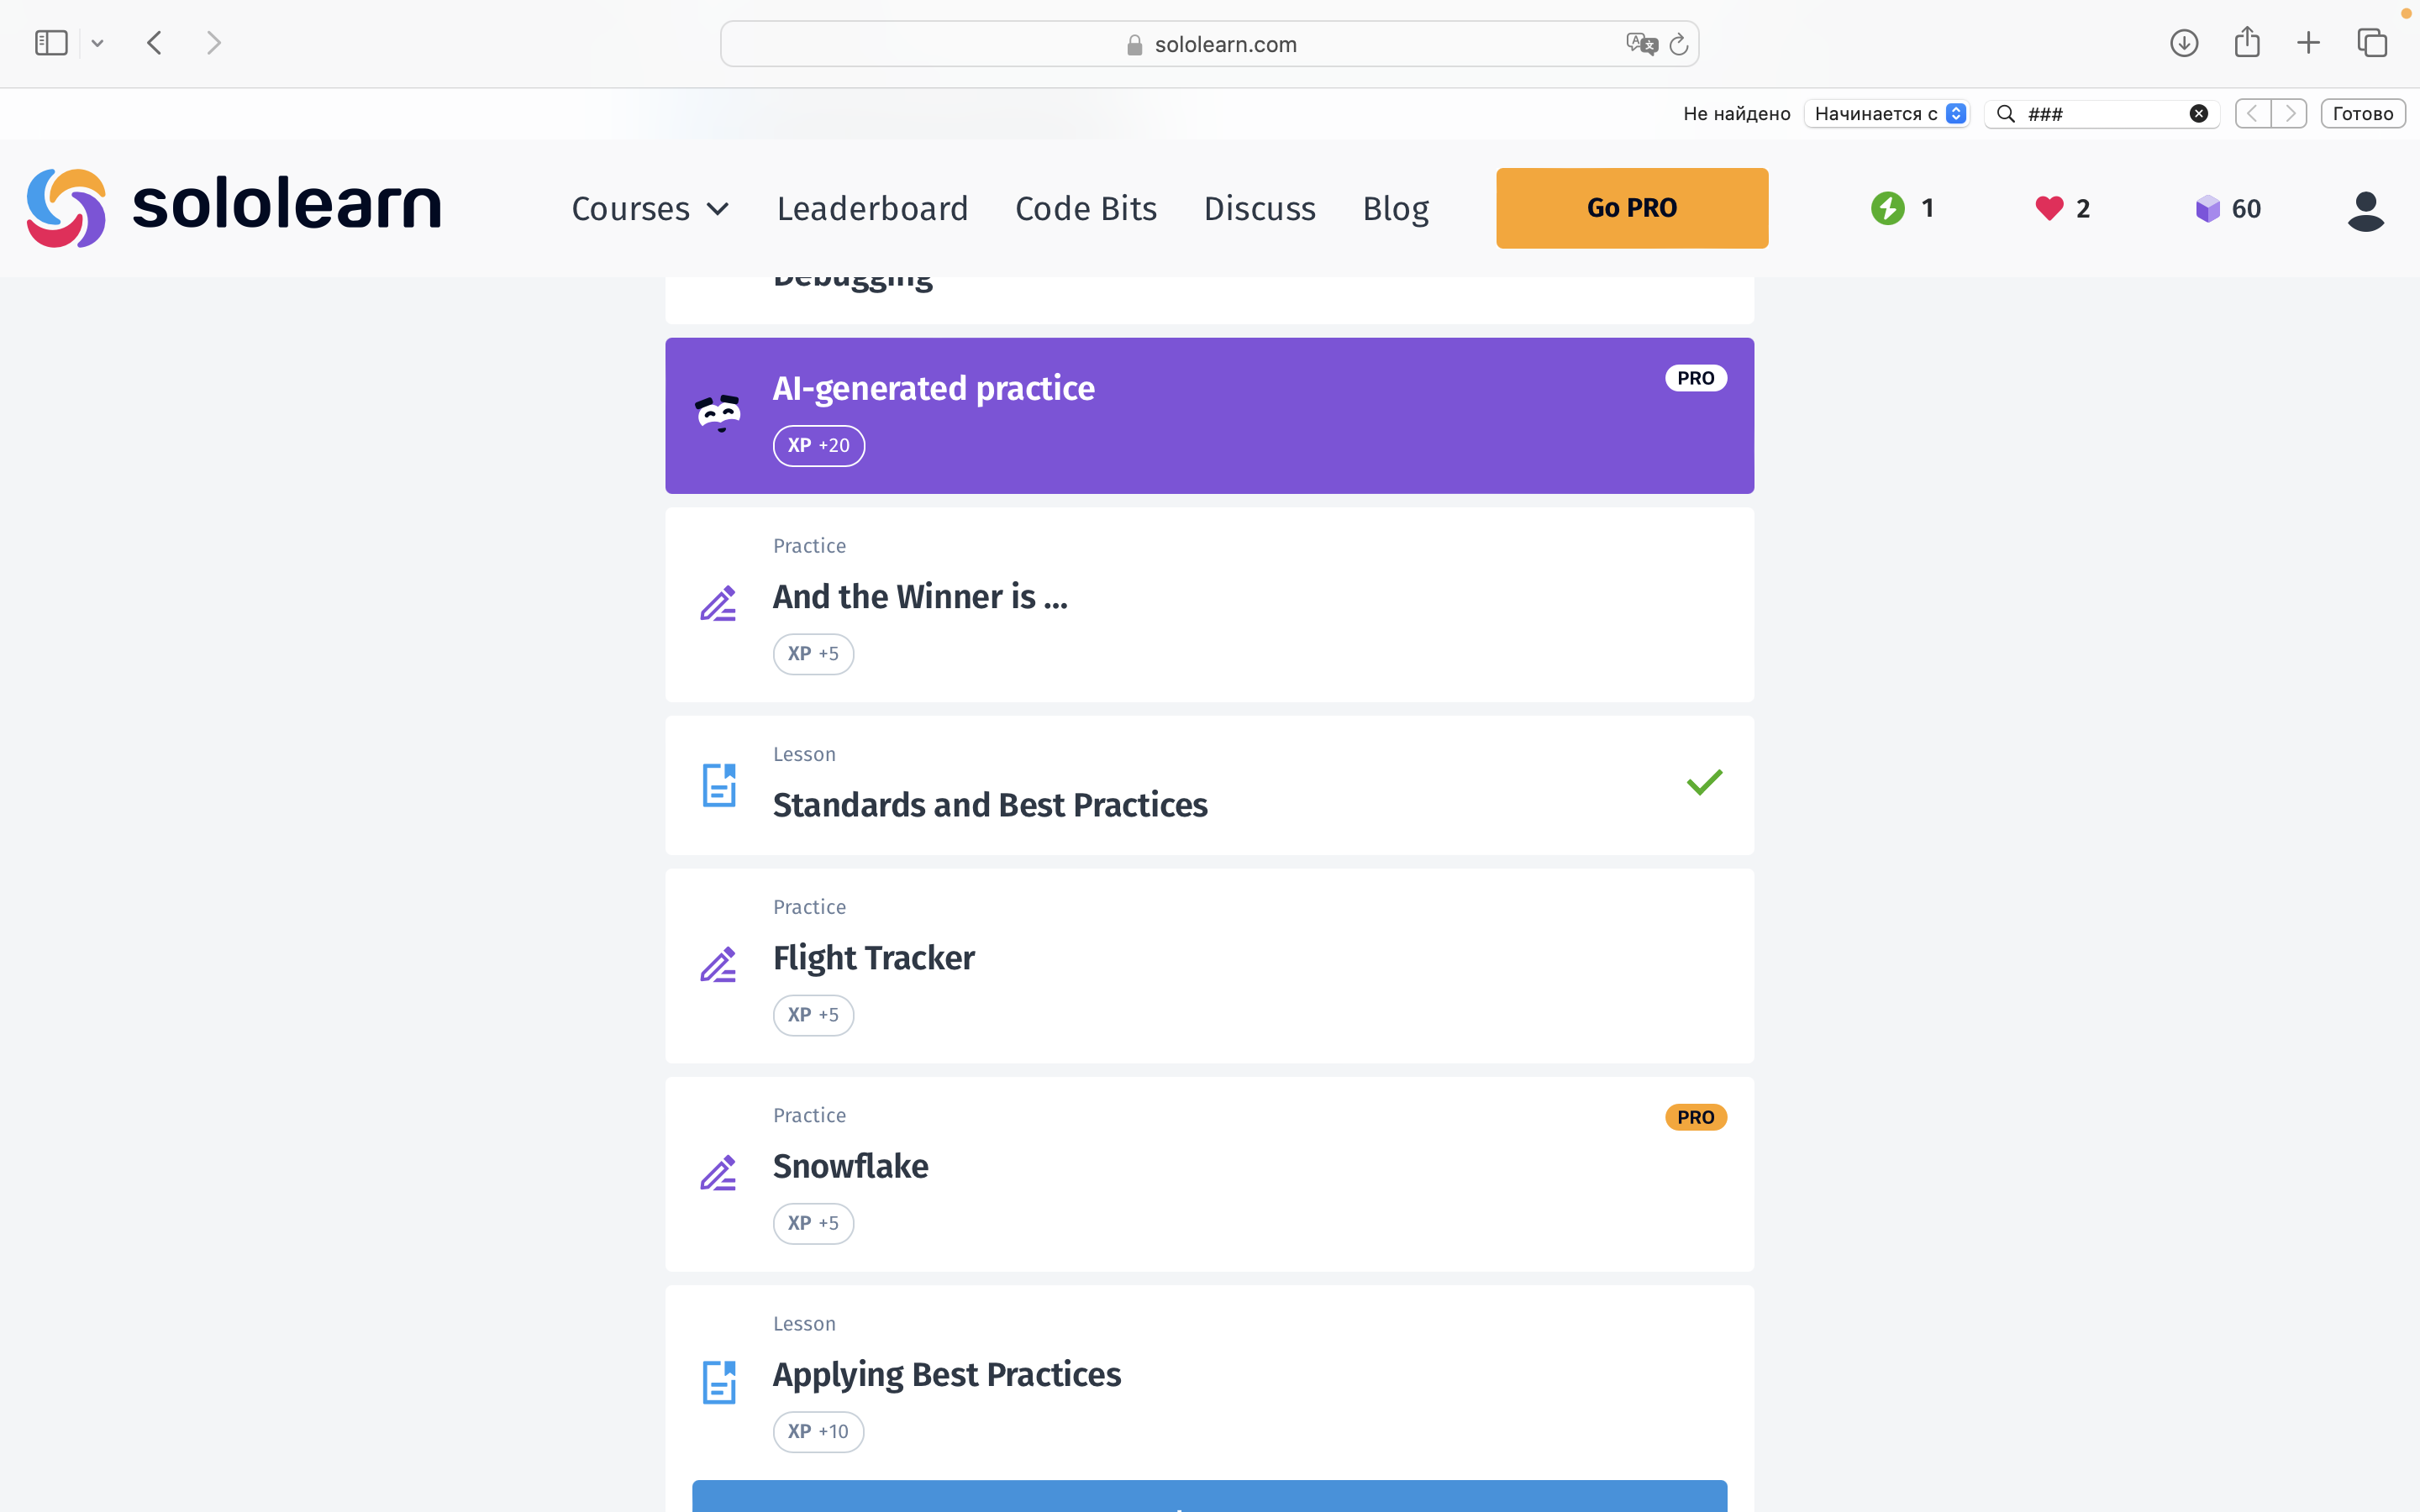 sololearn.com
Не найдено Начинается с ### Готово
sololearn Courses Leaderboard Code Bits Discuss Blog Go PRO 1 2 60
Debugging
AI-generated practice PRO
XP +20
Practice
And the Winner is ...
XP +5
Lesson
Standards and Best Practices
Practice
Flight Tracker
XP +5
Practice PRO
Snowflake
XP +5
Lesson
Applying Best Practices
XP +10